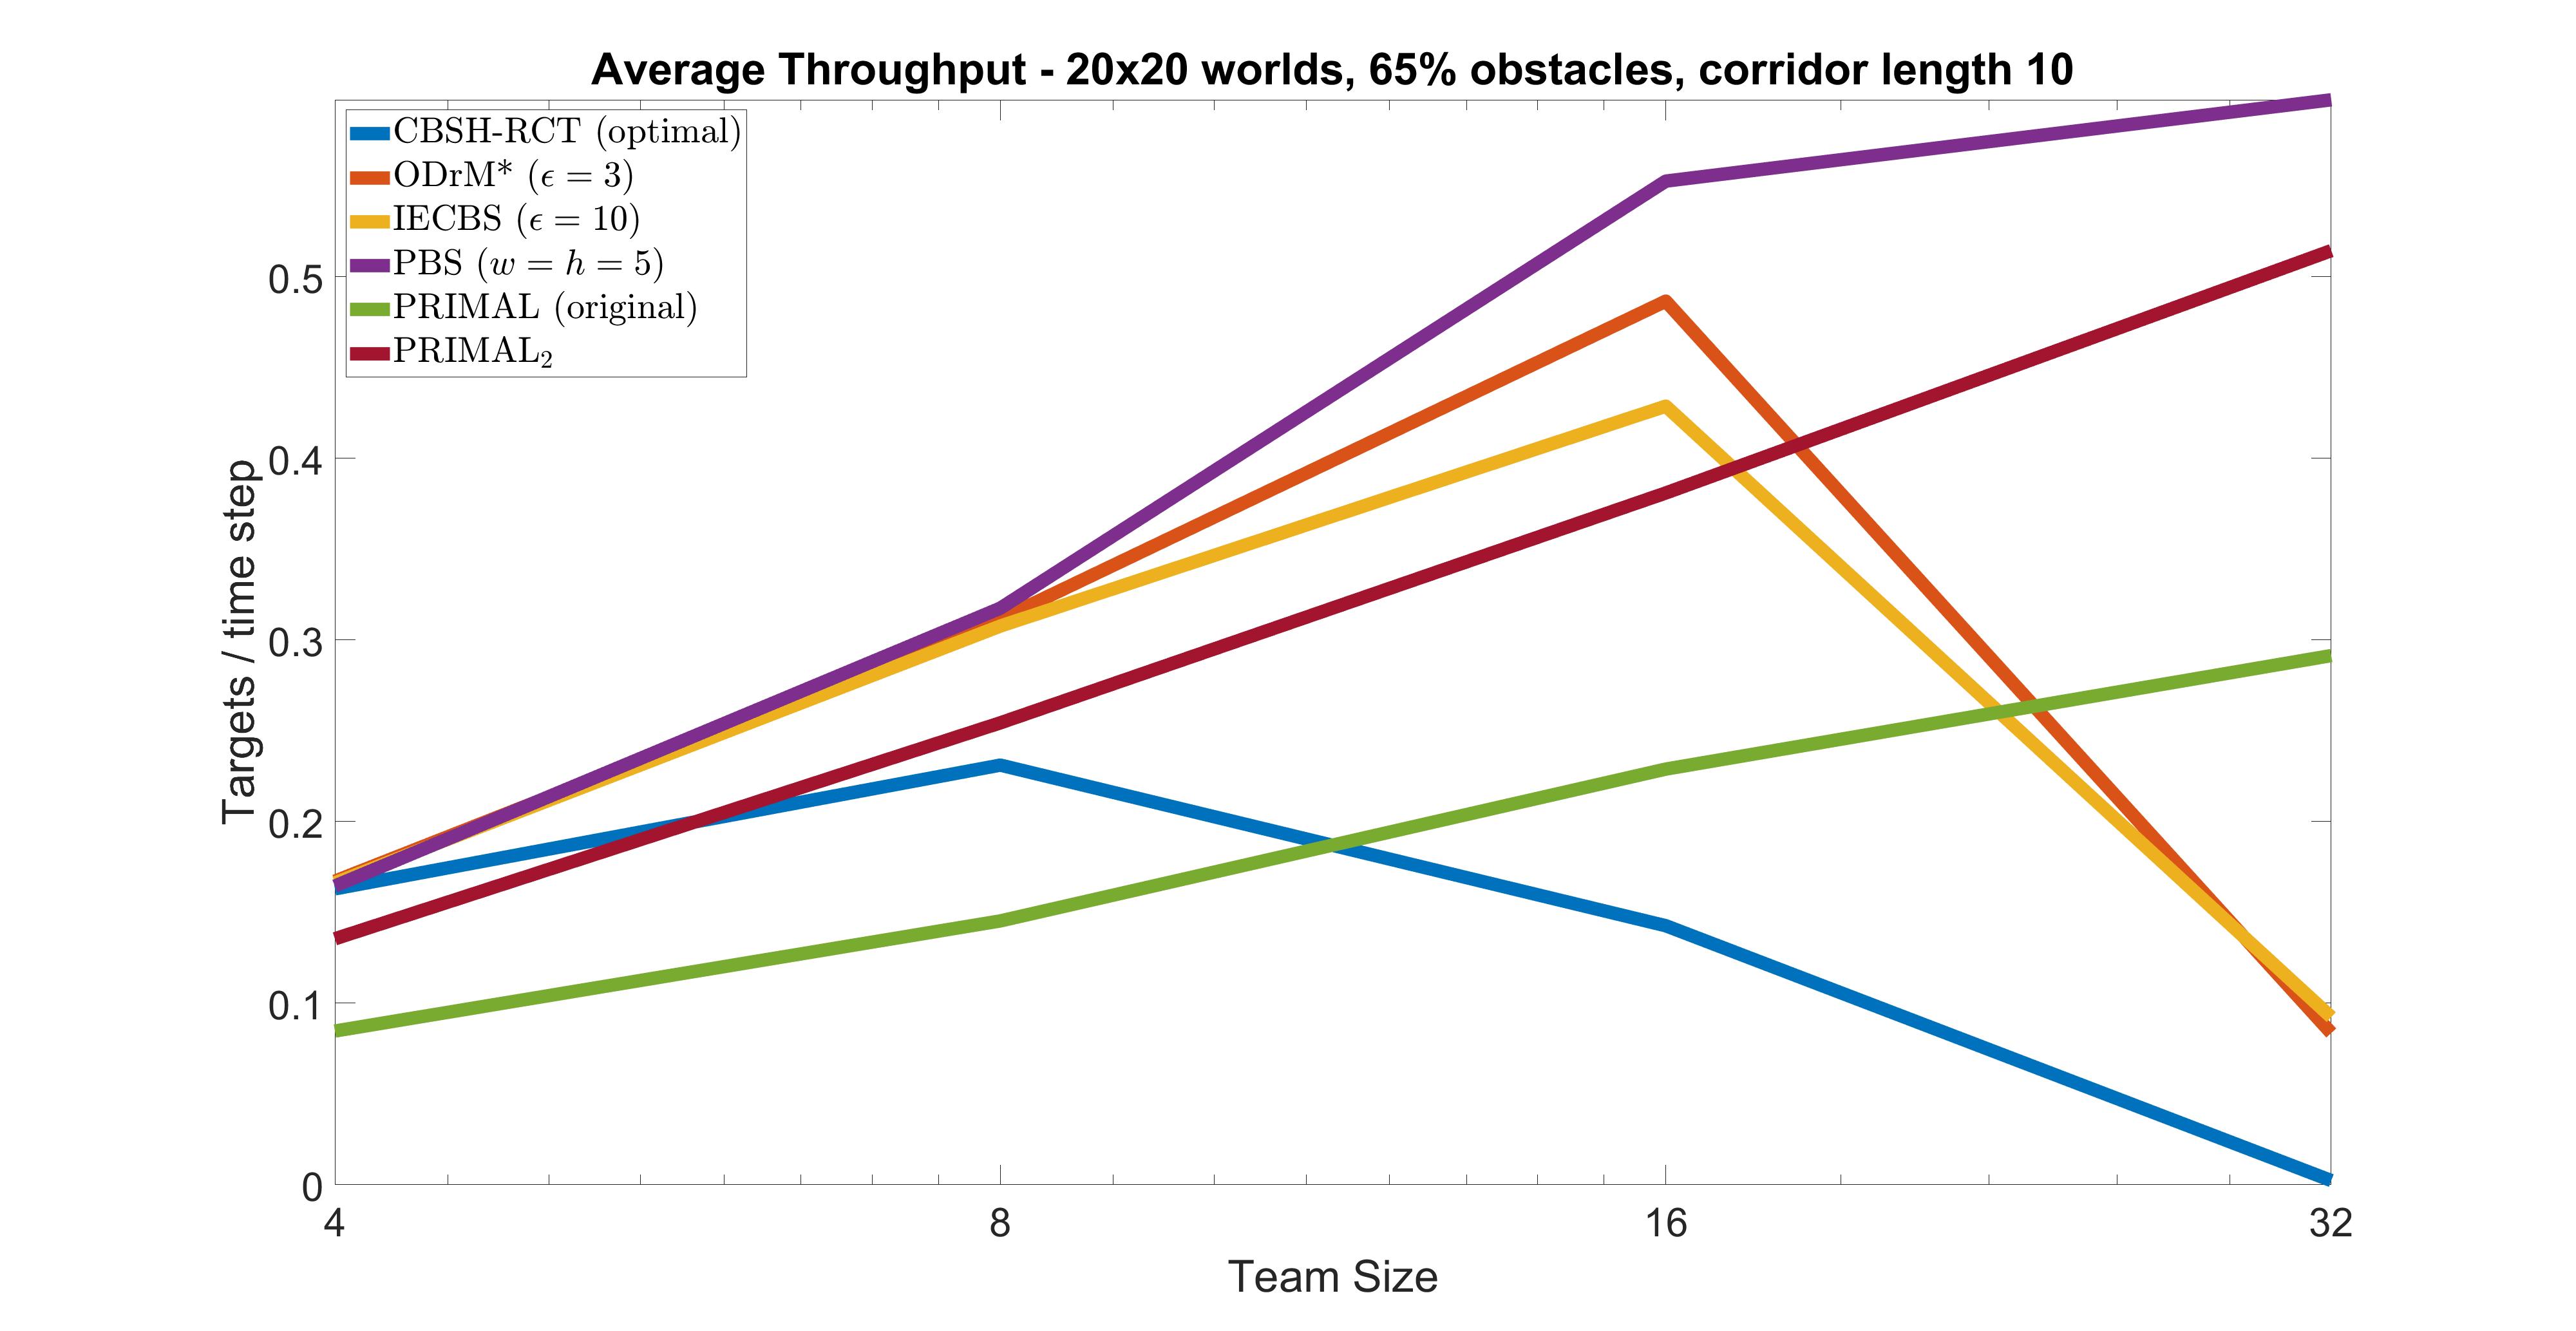 Average Throughput - 20x20 worlds, 65% obstacles, corridor length 10
CBSH-RCT (optimal)
ODrM* (ϵ = 3)
IECBS (ϵ = 10)
PBS (w = h = 5)
PRIMAL (original)
PRIMAL₂
Targets / time step
0.5
0.4
0.3
0.2
0.1
0
4 8 16 32
Team Size